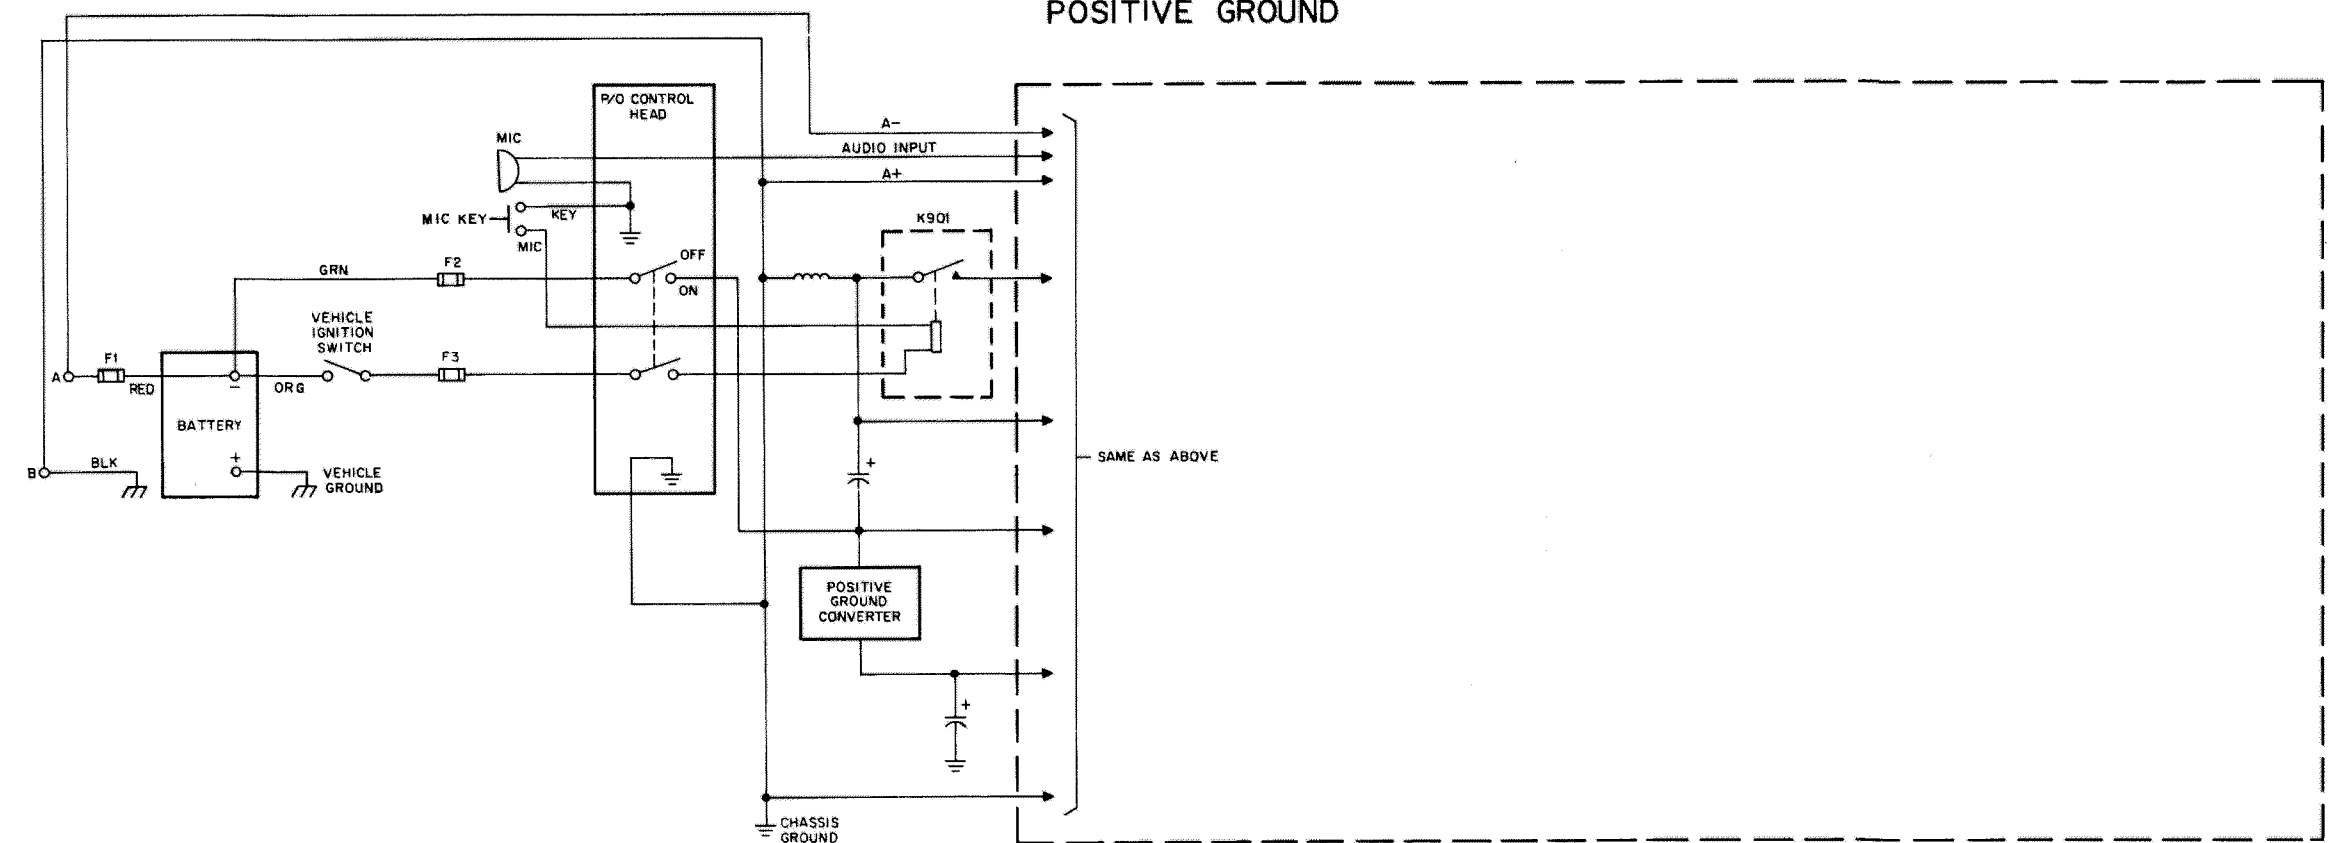 POSITIVE GROUND
P/O CONTROL
HEAD
A-
MIC
AUDIO INPUT
A+
KEY
MIC KEY
MIC
K901
OFF
GRN
F2
ON
VEHICLE
IGNITION
SWITCH
F1
F3
A
RED
-
ORG
BATTERY
+
BLK
B
VEHICLE
GROUND
+
SAME AS ABOVE
POSITIVE
GROUND
CONVERTER
+
CHASSIS
GROUND